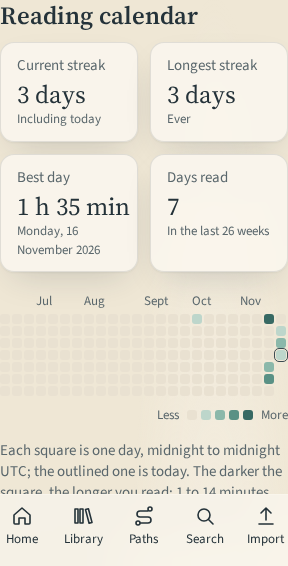 Reading calendar
Current streak
3 days
Including today
Longest streak
3 days
Ever
Best day
1 h 35 min
Monday, 16
November 2026
Days read
7
In the last 26 weeks
Jul Aug Sept Oct Nov
Less More
Each square is one day, midnight to midnight
UTC; the outlined one is today. The darker the
square, the longer you read: 1 to 14 minutes,
Home Library Paths Search Import